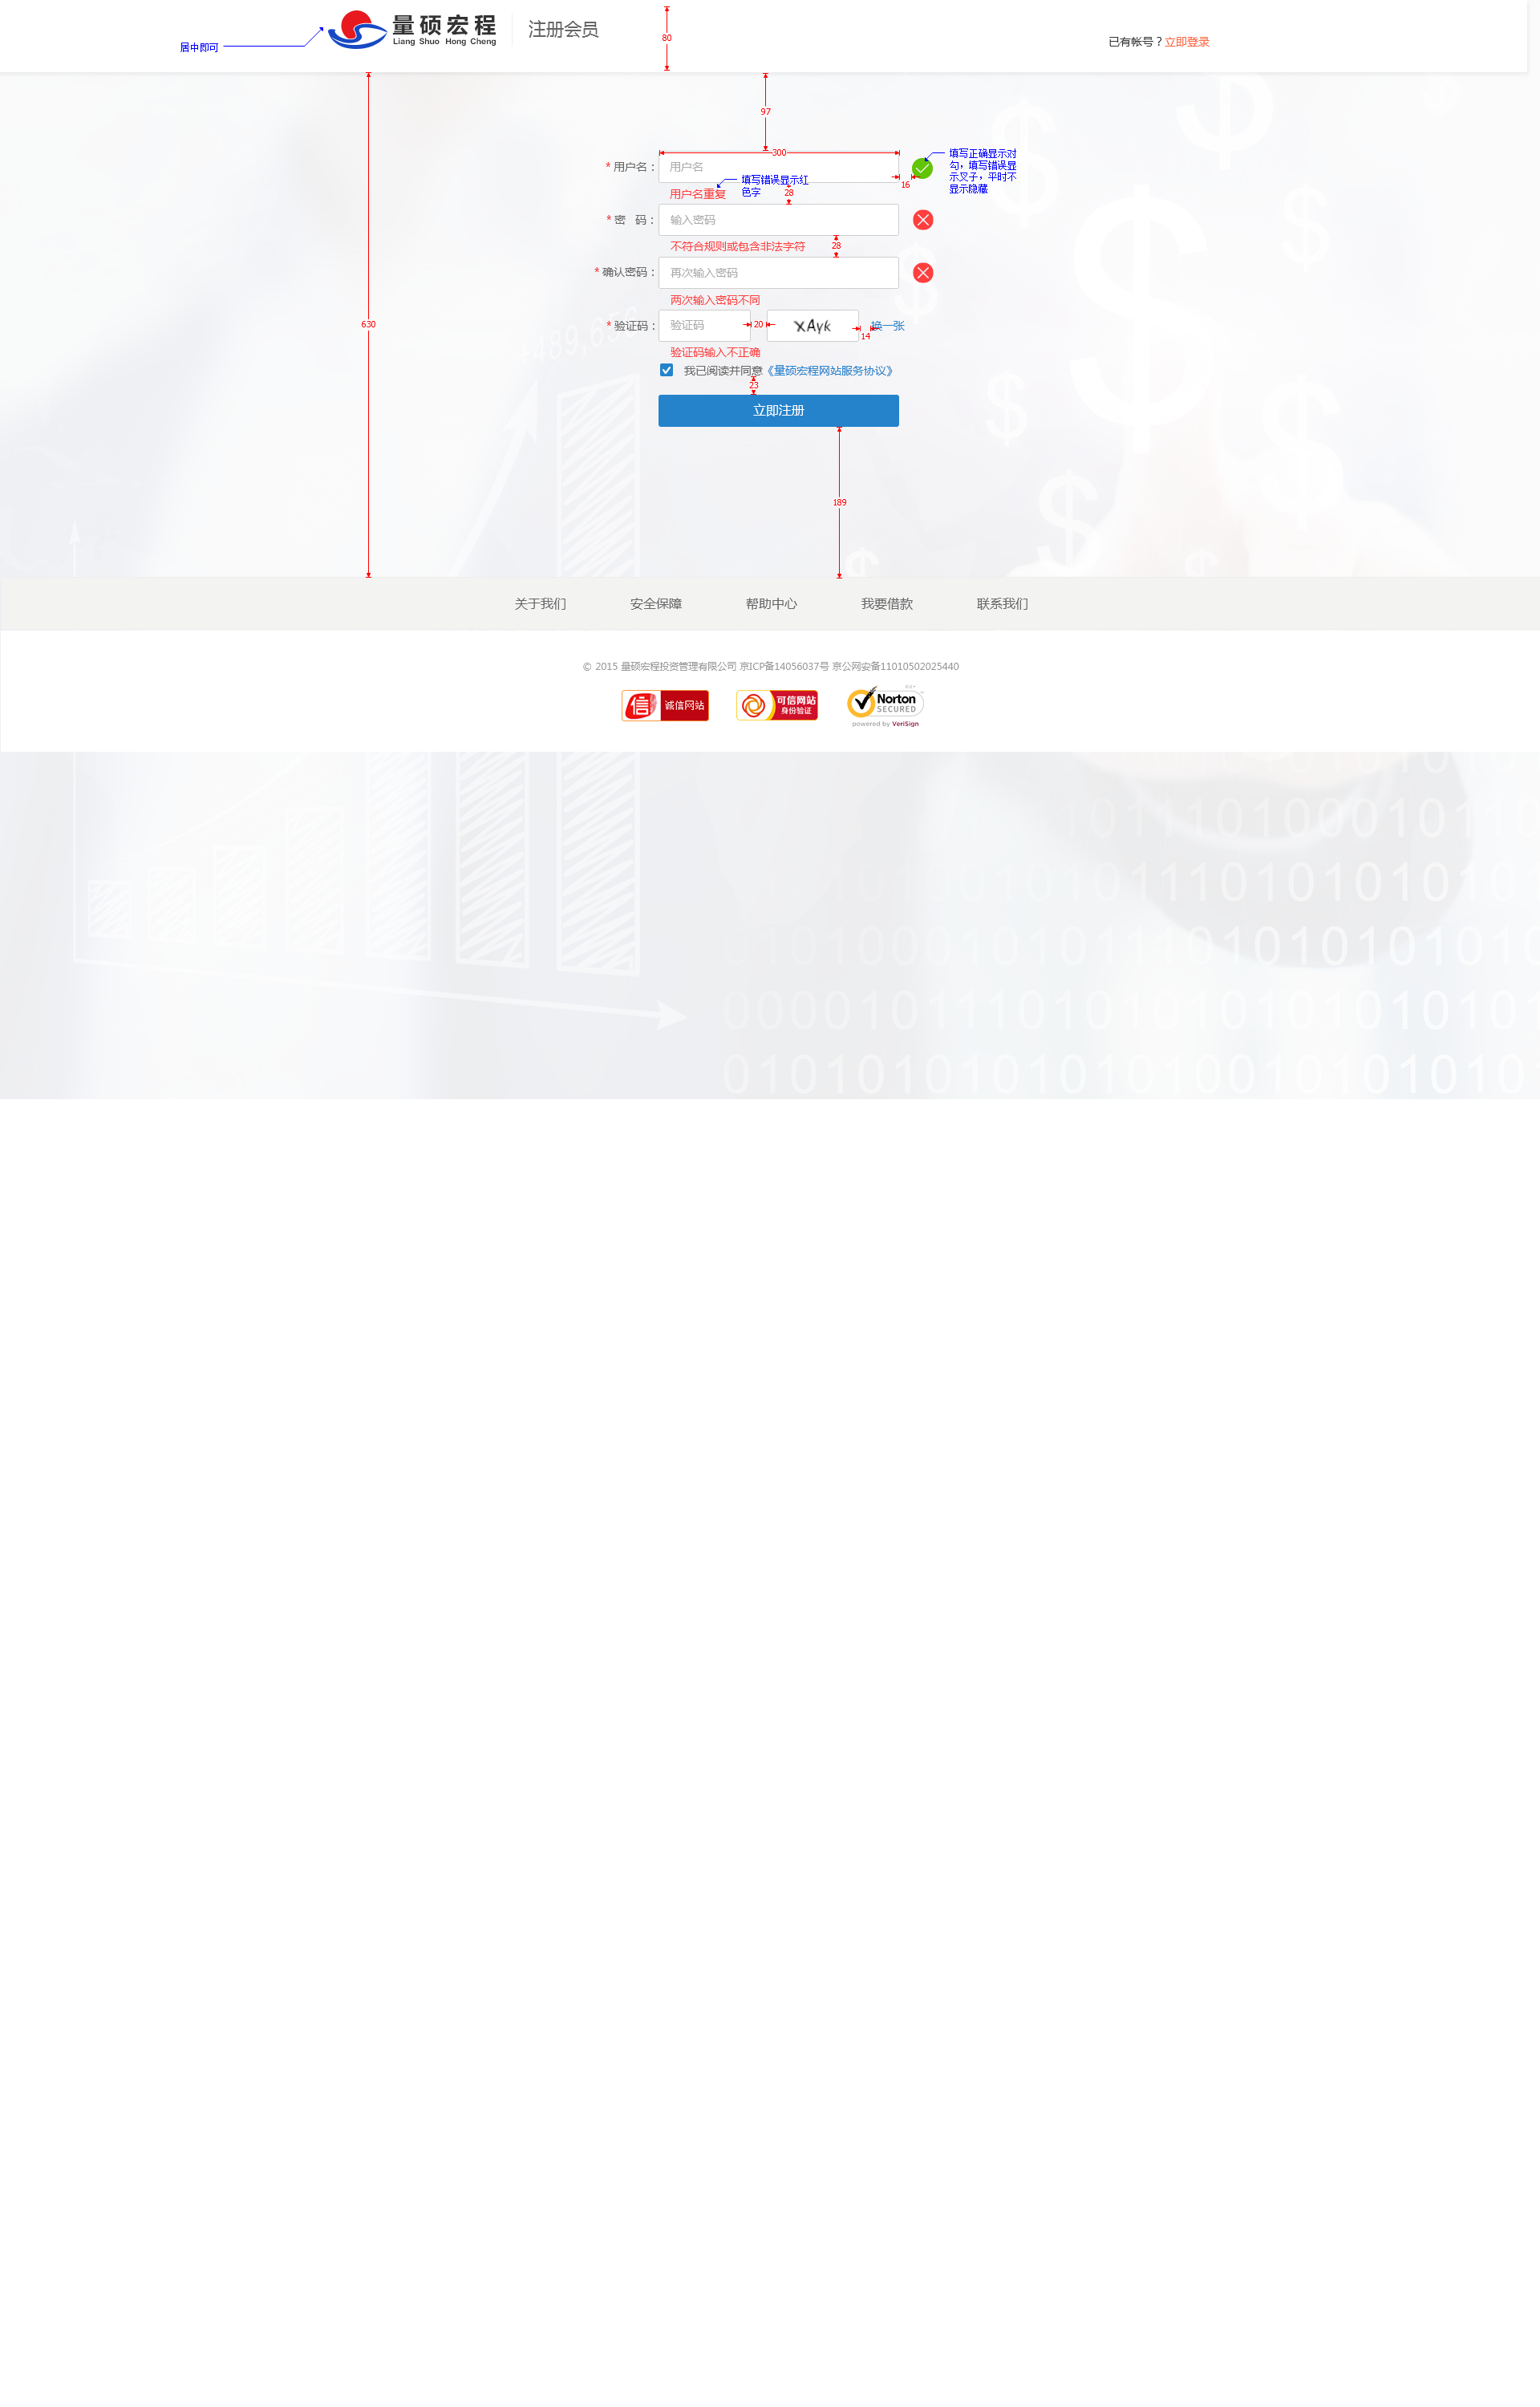 量硕宏程
Liang Shuo Hong Cheng
注册会员
80
已有帐号？立即登录
居中即可
97
300
* 用户名：
用户名
填写正确显示对
勾，填写错误显
示叉子，平时不
显示隐藏
16
用户名重复
填写错误显示红
色字
28
* 密 码：
输入密码
不符合规则或包含非法字符
28
* 确认密码：
再次输入密码
两次输入密码不同
630
* 验证码：
验证码
20
xAyk
14
换一张
489,65
验证码输入不正确
我已阅读并同意《量硕宏程网站服务协议》
23
立即注册
189
关于我们
安全保障
帮助中心
我要借款
联系我们
© 2015 量硕宏程投资管理有限公司 京ICP备14056037号 京公网安备11010502025440
信
诚信网站
可信网站
身份验证
Norton
SECURED
powered by VeriSign